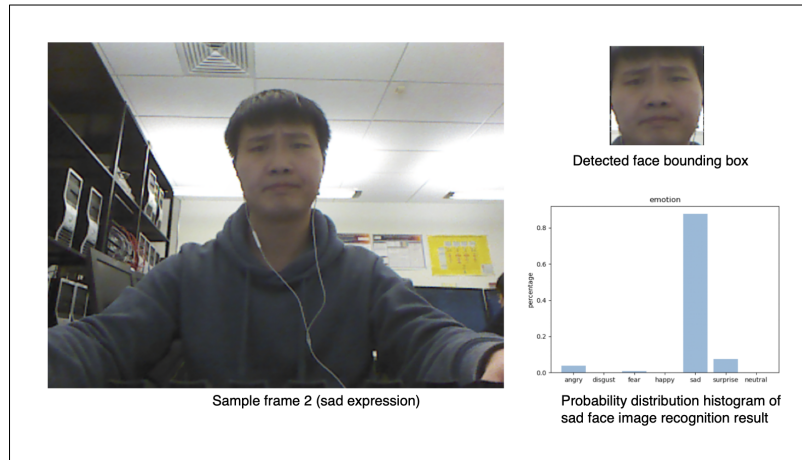 Detected face bounding box
emotion
percentage
0.8
0.6
0.4
0.2
0.0
angry disgust fear happy sad surprise neutral
Sample frame 2 (sad expression)
Probability distribution histogram of
sad face image recognition result